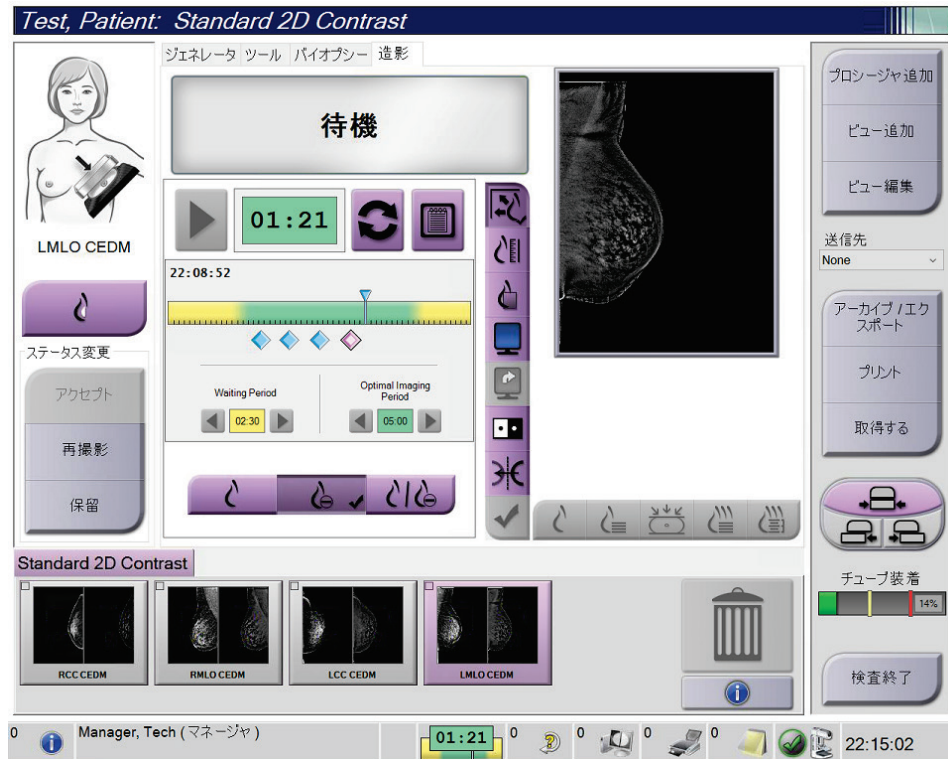 Test, Patient: Standard 2D Contrast
ジェネレータ ツール バイオプシー 造影
待機
LMLO CEDM
01:21
22:08:52
Waiting Period
Optimal Imaging
Period
02:30
05:00
ステータス変更
アクセプト
再撮影
保留
プロシージャ追加
ビュー追加
ビュー編集
送信先
None
アーカイブ / エク
スポート
プリント
取得する
チューブ装着
14%
検査終了
Standard 2D Contrast
RCC CEDM
RMLO CEDM
LCC CEDM
LMLO CEDM
0
Manager, Tech ( マネージャ )
01:21
0
0
0
0
22:15:02